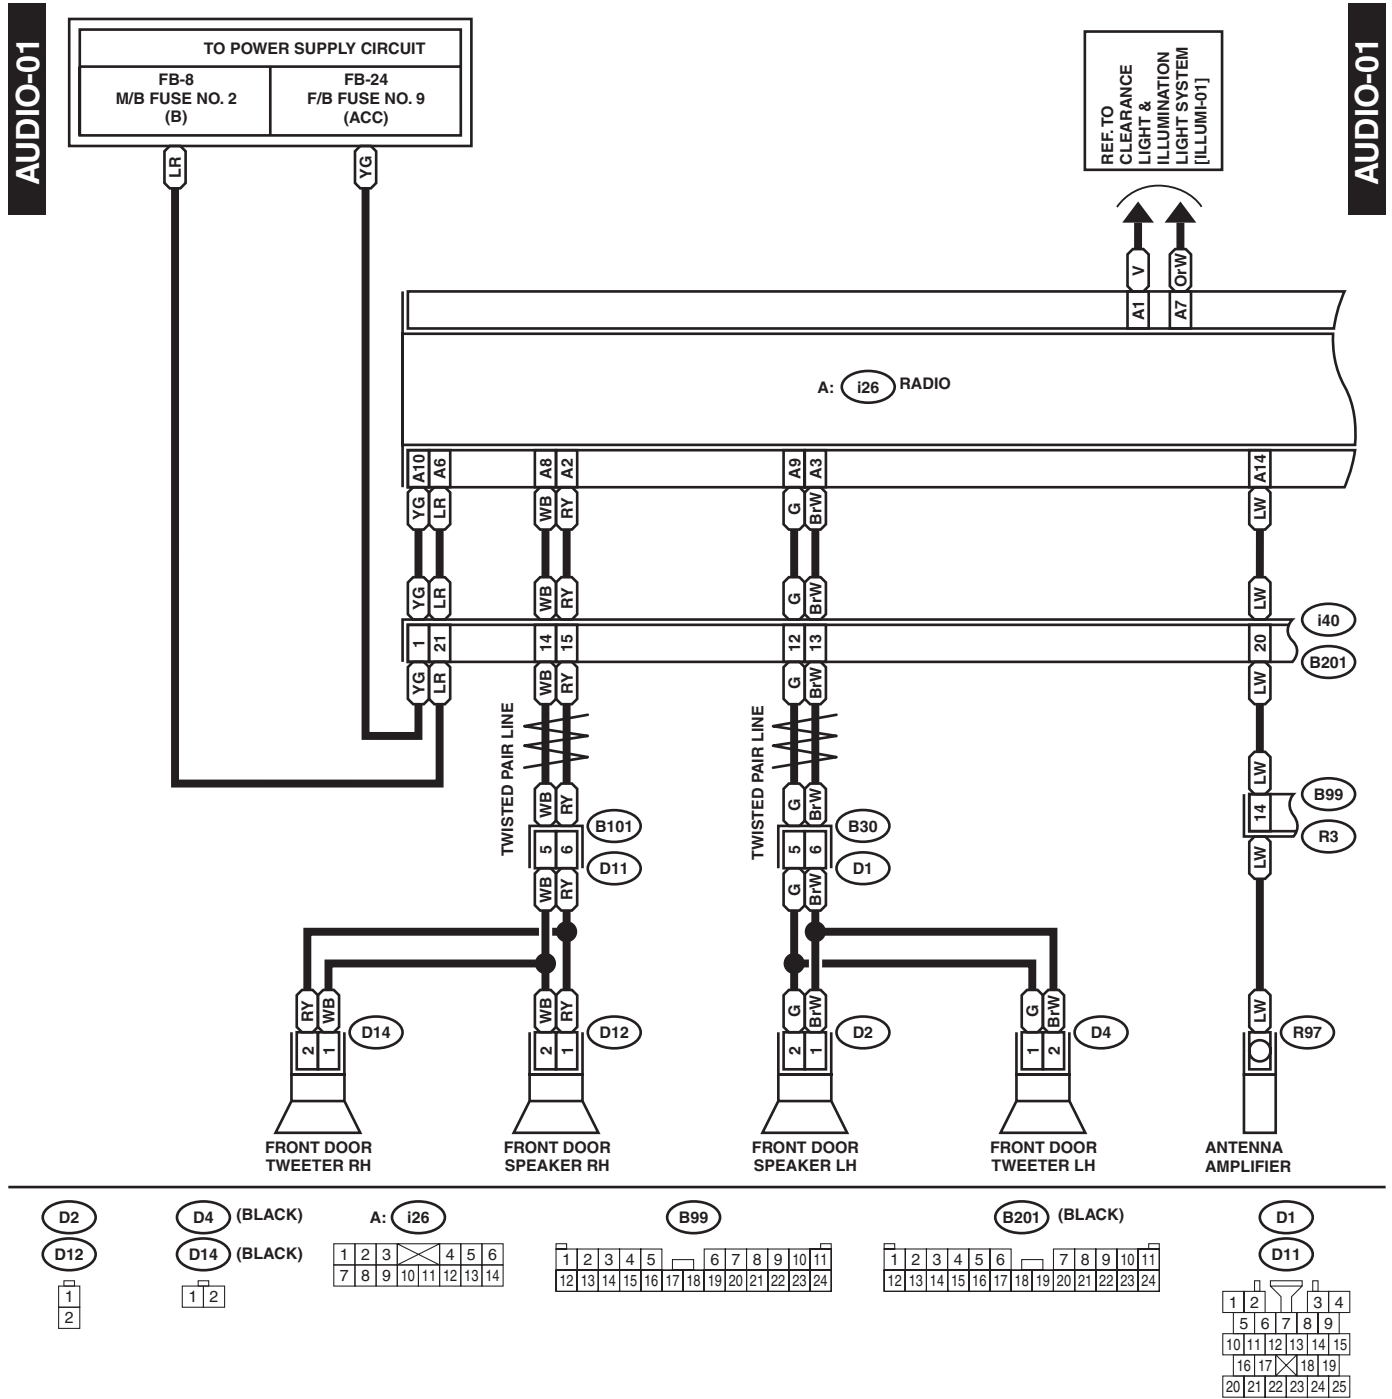 AUDIO-01
AUDIO-01
TO POWER SUPPLY CIRCUIT
FB-8
M/B FUSE NO. 2
(B)
FB-24
F/B FUSE NO. 9
(ACC)
REF. TO
CLEARANCE
LIGHT &
ILLUMINATION
LIGHT SYSTEM
[ILLUMI-01]
LR YG
V OrW
A1 A7
A: i26 RADIO
A10 A6 A8 A2 A9 A3 A14
YG LR WB RY G BrW LW
YG LR WB RY G BrW LW
i40
1 21 14 15 12 13 20
B201
YG LR WB RY G BrW LW
TWISTED PAIR LINE
TWISTED PAIR LINE
LW
WB RY G BrW
B99
14
R3
B101 B30
5 6 5 6
D11 D1
LW
WB RY G BrW
RY WB WB RY G BrW G BrW LW
2 1 D14 2 1 D12 2 1 D2 1 2 D4 R97
FRONT DOOR
TWEETER RH
FRONT DOOR
SPEAKER RH
FRONT DOOR
SPEAKER LH
FRONT DOOR
TWEETER LH
ANTENNA
AMPLIFIER
D2
D12
1
2
D4 (BLACK)
D14 (BLACK)
1 2
A: i26
1 2 3 4 5 6
7 8 9 10 11 12 13 14
B99
1 2 3 4 5 6 7 8 9 10 11
12 13 14 15 16 17 18 19 20 21 22 23 24
B201 (BLACK)
1 2 3 4 5 6 7 8 9 10 11
12 13 14 15 16 17 18 19 20 21 22 23 24
D1
D11
1 2 3 4
5 6 7 8 9
10 11 12 13 14 15
16 17 18 19
20 21 22 23 24 25